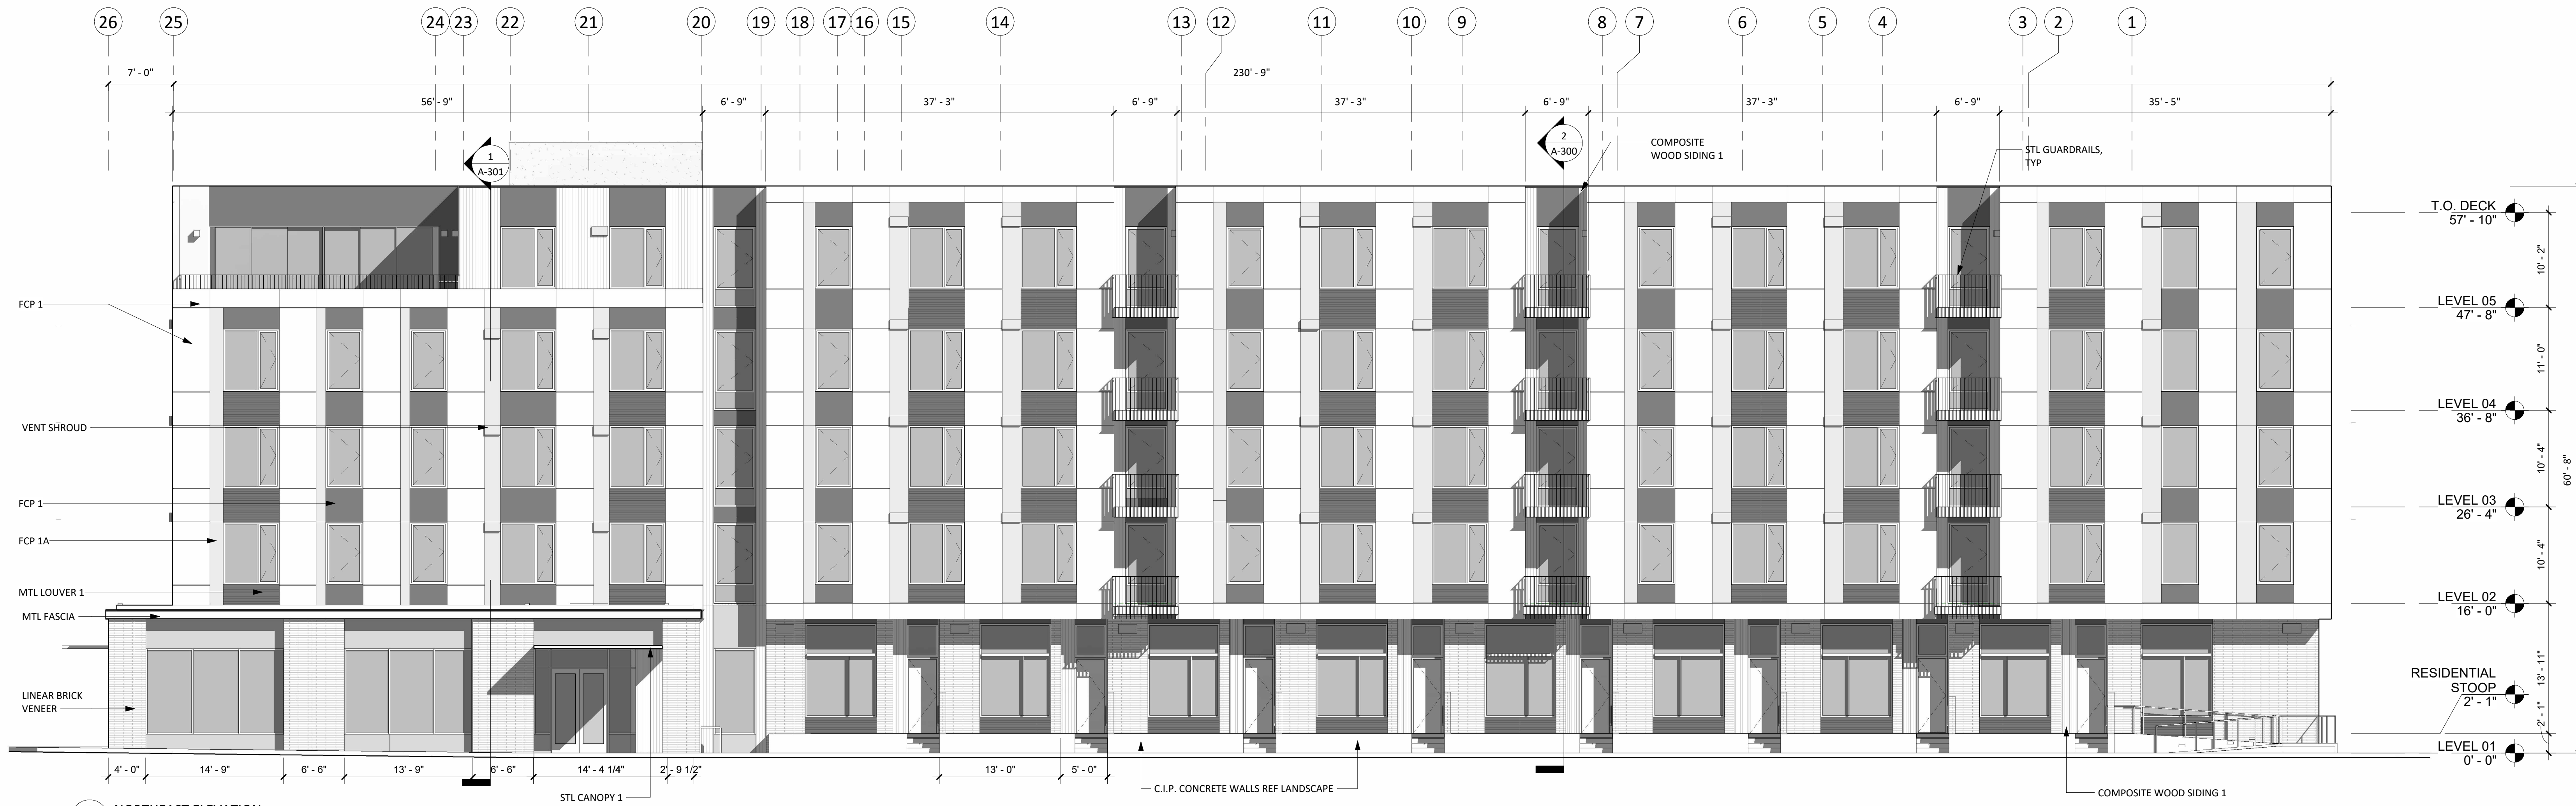 26 25 24 23 22 21 20 19 18 17 16 15 14 13 12 11 10 9 8 7 6 5 4 3 2 1
7' - 0" 230' - 9"
56' - 9" 6' - 9" 37' - 3" 6' - 9" 37' - 3" 6' - 9" 37' - 3" 6' - 9" 35' - 5"
1
A-301
2
A-300
COMPOSITE
WOOD SIDING 1
STL GUARDRAILS,
TYP
FCP 1
VENT SHROUD
FCP 1
FCP 1A
MTL LOUVER 1
MTL FASCIA
LINEAR BRICK
VENEER
T.O. DECK
57' - 10"
10' - 2"
LEVEL 05
47' - 8"
11' - 0"
LEVEL 04
36' - 8"
10' - 4"
60' - 8"
LEVEL 03
26' - 4"
10' - 4"
LEVEL 02
16' - 0"
13' - 11"
RESIDENTIAL
STOOP
2' - 1"
2' - 1"
LEVEL 01
0' - 0"
4' - 0" 14' - 9" 6' - 6" 13' - 9" 6' - 6" 14' - 4 1/4" 2' - 9 1/2" 13' - 0" 5' - 0"
STL CANOPY 1
C.I.P. CONCRETE WALLS REF LANDSCAPE
COMPOSITE WOOD SIDING 1
NORTHEAST ELEVATION